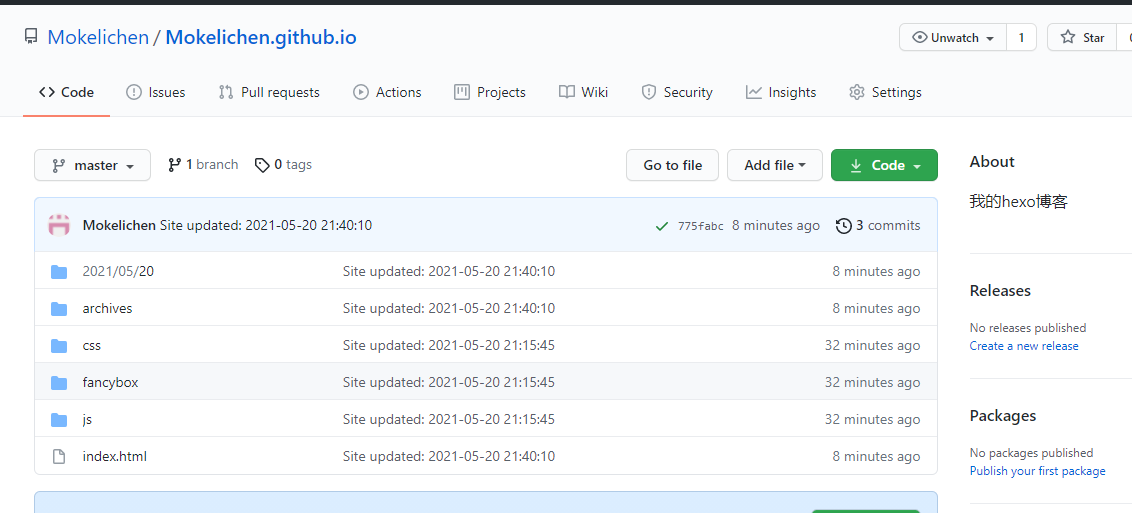 Mokelichen / Mokelichen.github.io
Unwatch 1 Star
Code Issues Pull requests Actions Projects Wiki Security Insights Settings
master 1 branch 0 tags Go to file Add file Code
Mokelichen Site updated: 2021-05-20 21:40:10 775fabc 8 minutes ago 3 commits
2021/05/20 Site updated: 2021-05-20 21:40:10 8 minutes ago
archives Site updated: 2021-05-20 21:40:10 8 minutes ago
css Site updated: 2021-05-20 21:15:45 32 minutes ago
fancybox Site updated: 2021-05-20 21:15:45 32 minutes ago
js Site updated: 2021-05-20 21:15:45 32 minutes ago
index.html Site updated: 2021-05-20 21:40:10 8 minutes ago
About
我的hexo博客
Releases
No releases published
Create a new release
Packages
No packages published
Publish your first package